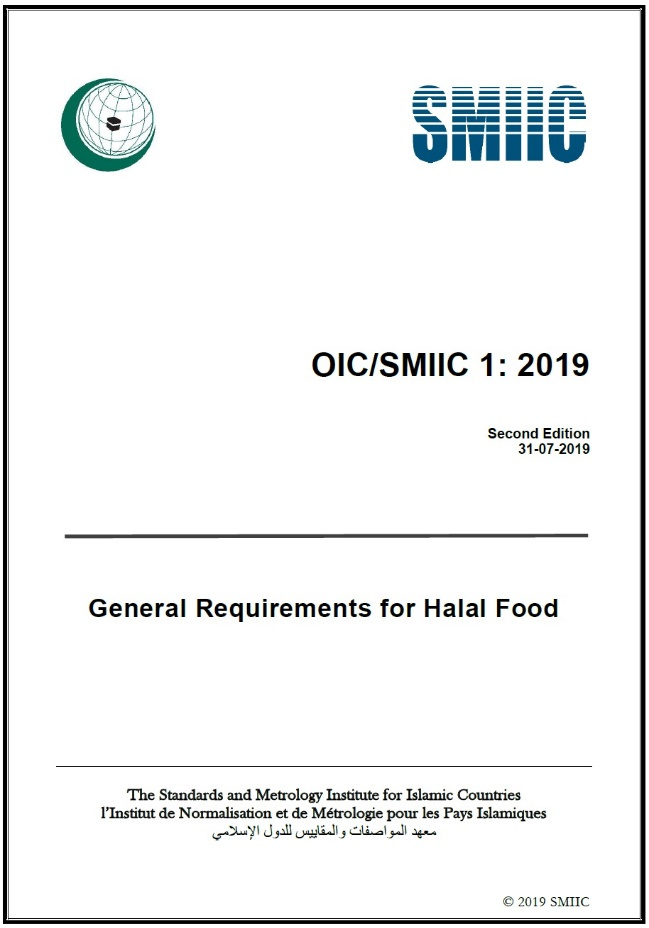 SMIIC
OIC/SMIIC 1: 2019
Second Edition
31-07-2019
General Requirements for Halal Food
The Standards and Metrology Institute for Islamic Countries
l'Institut de Normalisation et de Métrologie pour les Pays Islamiques
معهد المواصفات والمقاييس للدول الإسلامي
© 2019 SMIIC